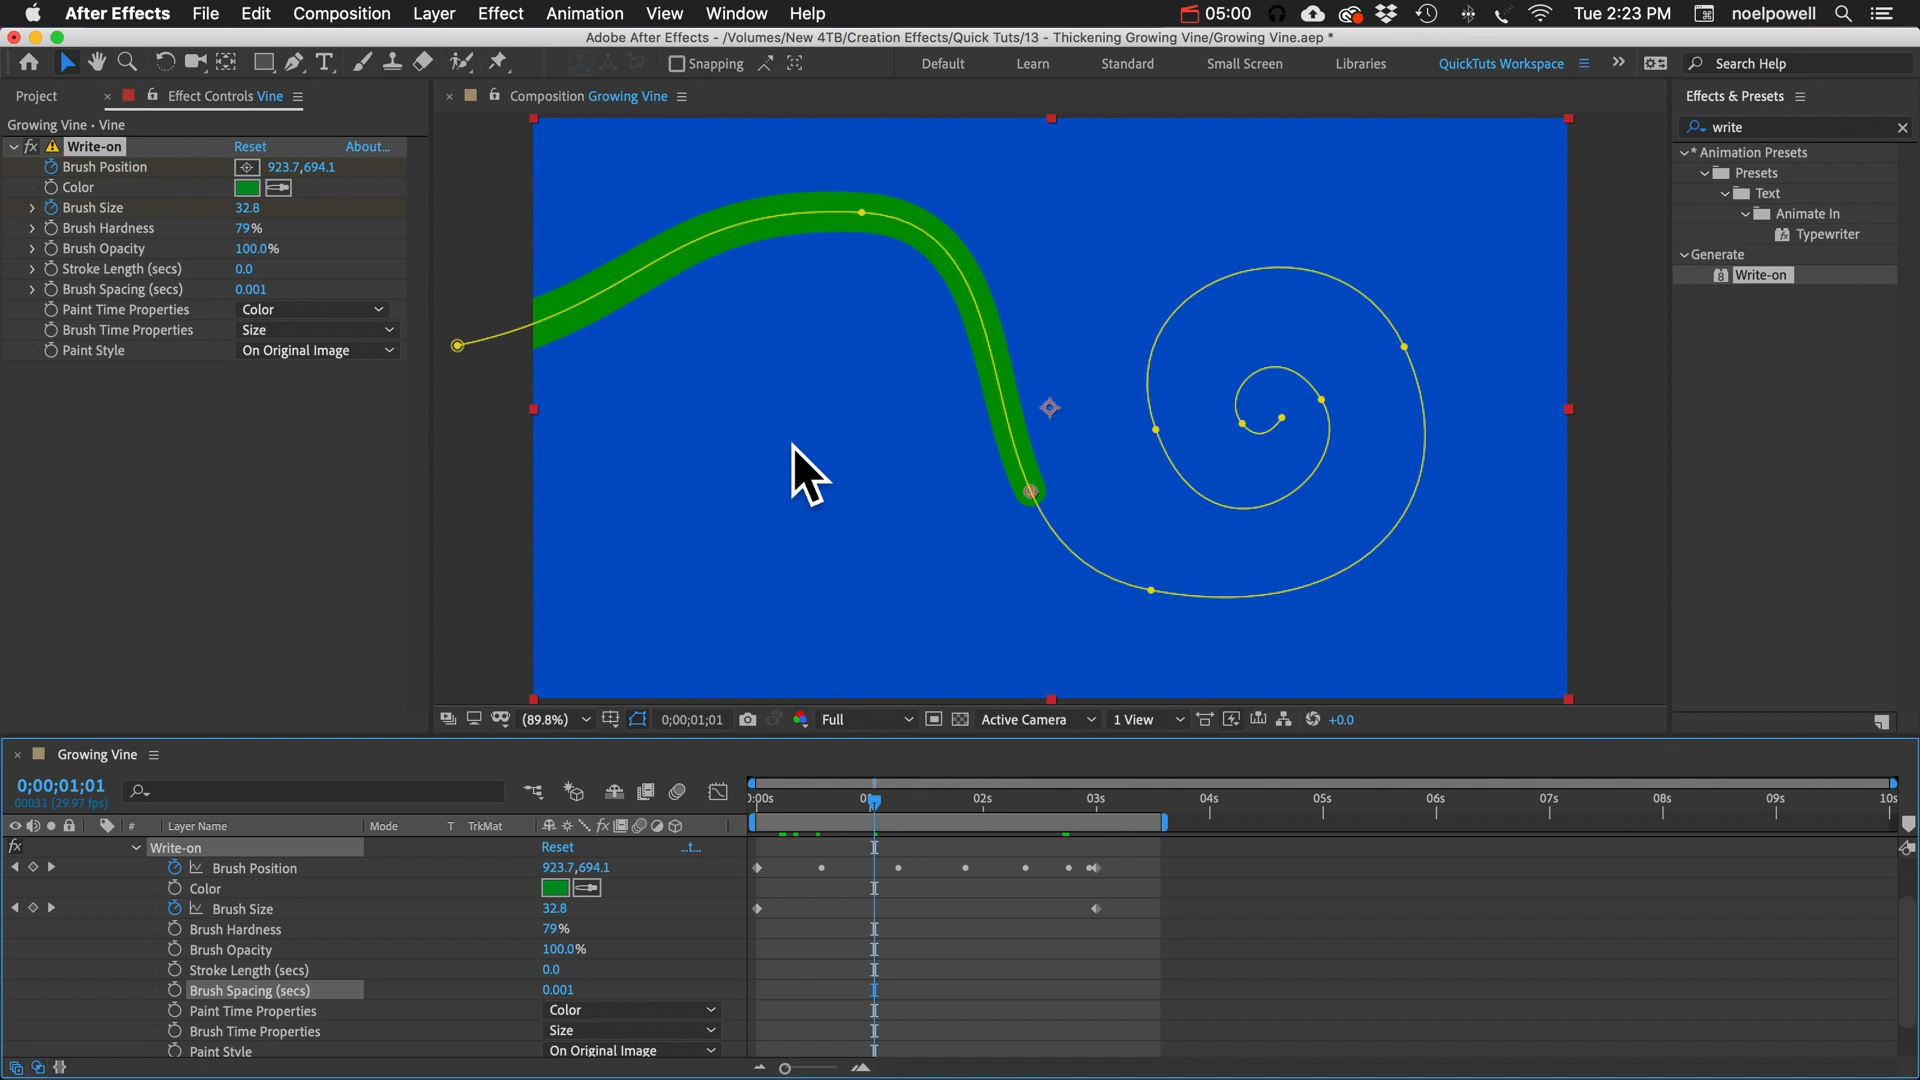 After Effects File Edit Composition Layer Effect Animation View Window Help 05:00 Tue 2:23 PM noelpowell
Adobe After Effects - /Volumes/New 4TB/Creation Effects/Quick Tuts/13 - Thickening Growing Vine/Growing Vine.aep *
Snapping Default Learn Standard Small Screen Libraries QuickTuts Workspace Search Help
Project Effect Controls Vine Composition Growing Vine Effects & Presets
Growing Vine • Vine write
fx Write-on Reset About...
Brush Position 923.7,694.1
Color
Brush Size 32.8
Brush Hardness 79%
Brush Opacity 100.0%
Stroke Length (secs) 0.0
Brush Spacing (secs) 0.001
Paint Time Properties Color
Brush Time Properties Size
Paint Style On Original Image
* Animation Presets
Presets
Text
Animate In
Typewriter
Generate
Write-on
(89.8%) 0;00;01;01 Full Active Camera 1 View +0.0
Growing Vine
0;00;01;01
00031 (29.97 fps)
0:00s 02s 03s 04s 05s 06s 07s 08s 09s 10s
# Layer Name Mode T TrkMat
fx Write-on Reset ...t...
Brush Position 923.7,694.1
Color
Brush Size 32.8
Brush Hardness 79%
Brush Opacity 100.0%
Stroke Length (secs) 0.0
Brush Spacing (secs) 0.001
Paint Time Properties Color
Brush Time Properties Size
Paint Style On Original Image